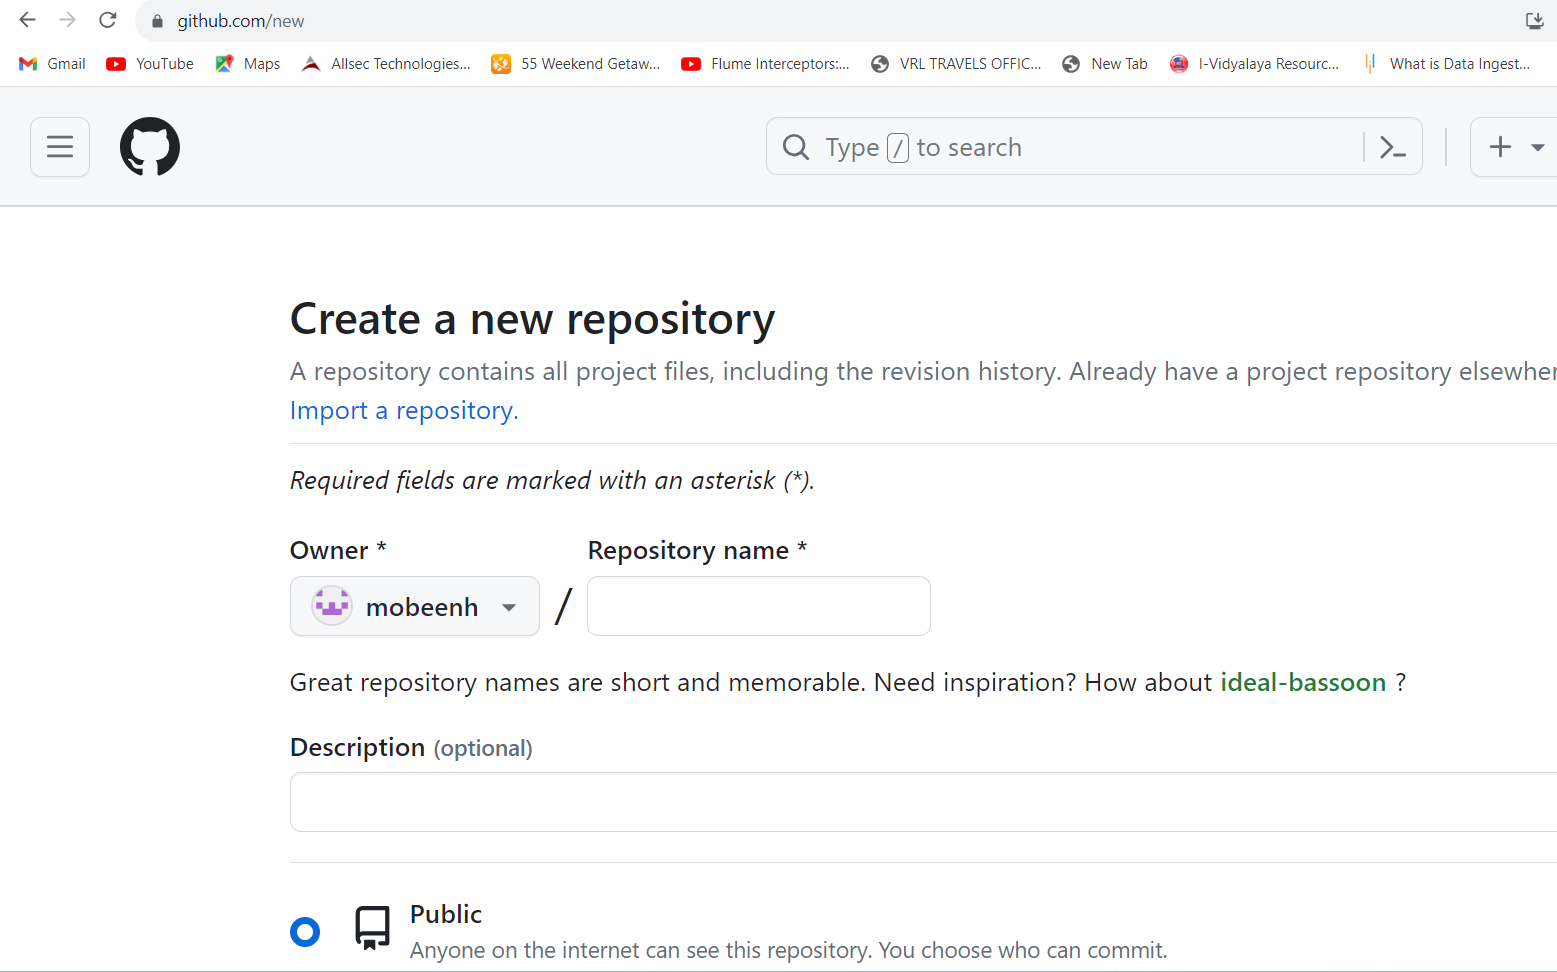 github.com/new
Gmail YouTube Maps Allsec Technologies... 55 Weekend Getaw... Flume Interceptors:... VRL TRAVELS OFFIC... New Tab I-Vidyalaya Resourc... What is Data Ingest...
Type / to search
Create a new repository
A repository contains all project files, including the revision history. Already have a project repository elsewher
Import a repository.
Required fields are marked with an asterisk (*).
Owner * Repository name *
mobeenh /
Great repository names are short and memorable. Need inspiration? How about ideal-bassoon ?
Description (optional)
Public
Anyone on the internet can see this repository. You choose who can commit.